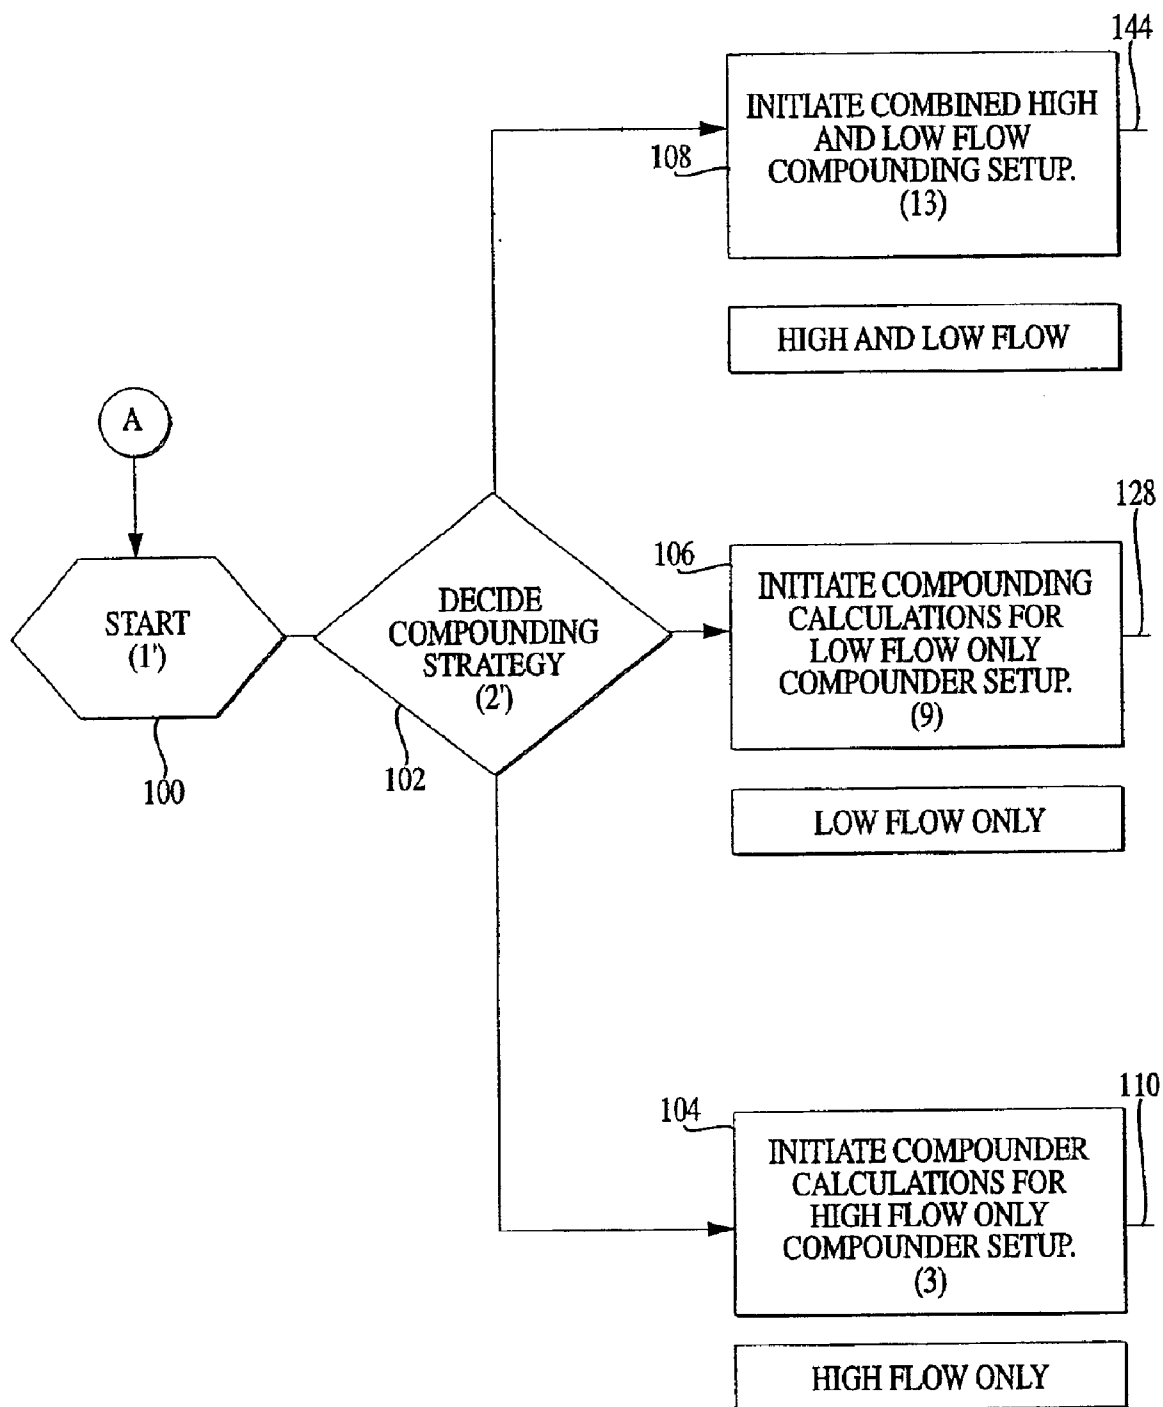 144
INITIATE COMBINED HIGH
AND LOW FLOW
COMPOUNDING SETUP.
(13)
108
HIGH AND LOW FLOW
A
START
(1')
100
DECIDE
COMPOUNDING
STRATEGY
(2')
102
128
106
INITIATE COMPOUNDING
CALCULATIONS FOR
LOW FLOW ONLY
COMPOUNDER SETUP.
(9)
LOW FLOW ONLY
110
104
INITIATE COMPOUNDER
CALCULATIONS FOR
HIGH FLOW ONLY
COMPOUNDER SETUP.
(3)
HIGH FLOW ONLY